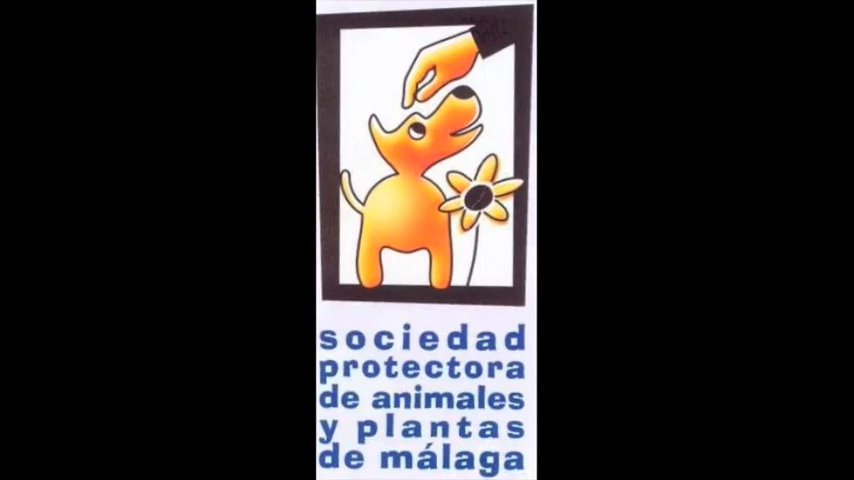 sociedad
protectora
de animales
y plantas
de málaga